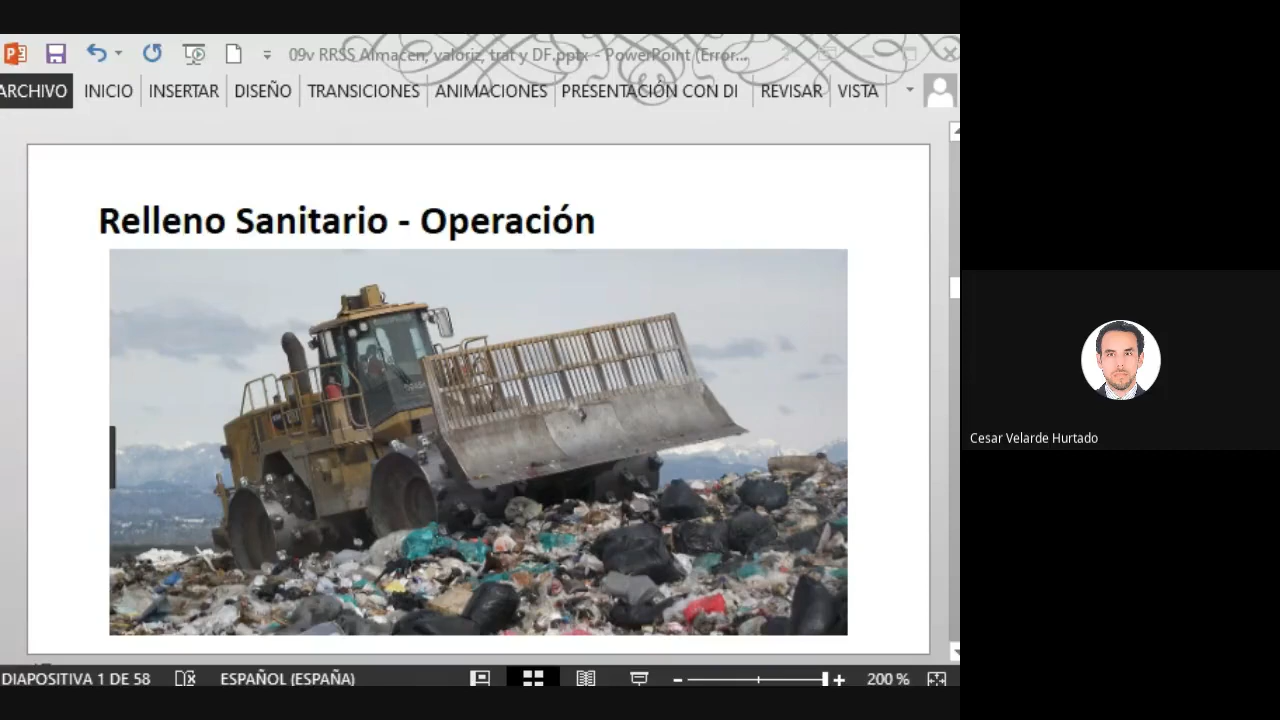 09v RRSS Almacen, valoriz, trat y DF.pptx - PowerPoint (Error...
ARCHIVO INICIO INSERTAR DISEÑO TRANSICIONES ANIMACIONES PRESENTACIÓN CON DI REVISAR VISTA
Relleno Sanitario - Operación
Cesar Velarde Hurtado
DIAPOSITIVA 1 DE 58 ESPAÑOL (ESPAÑA) 200 %